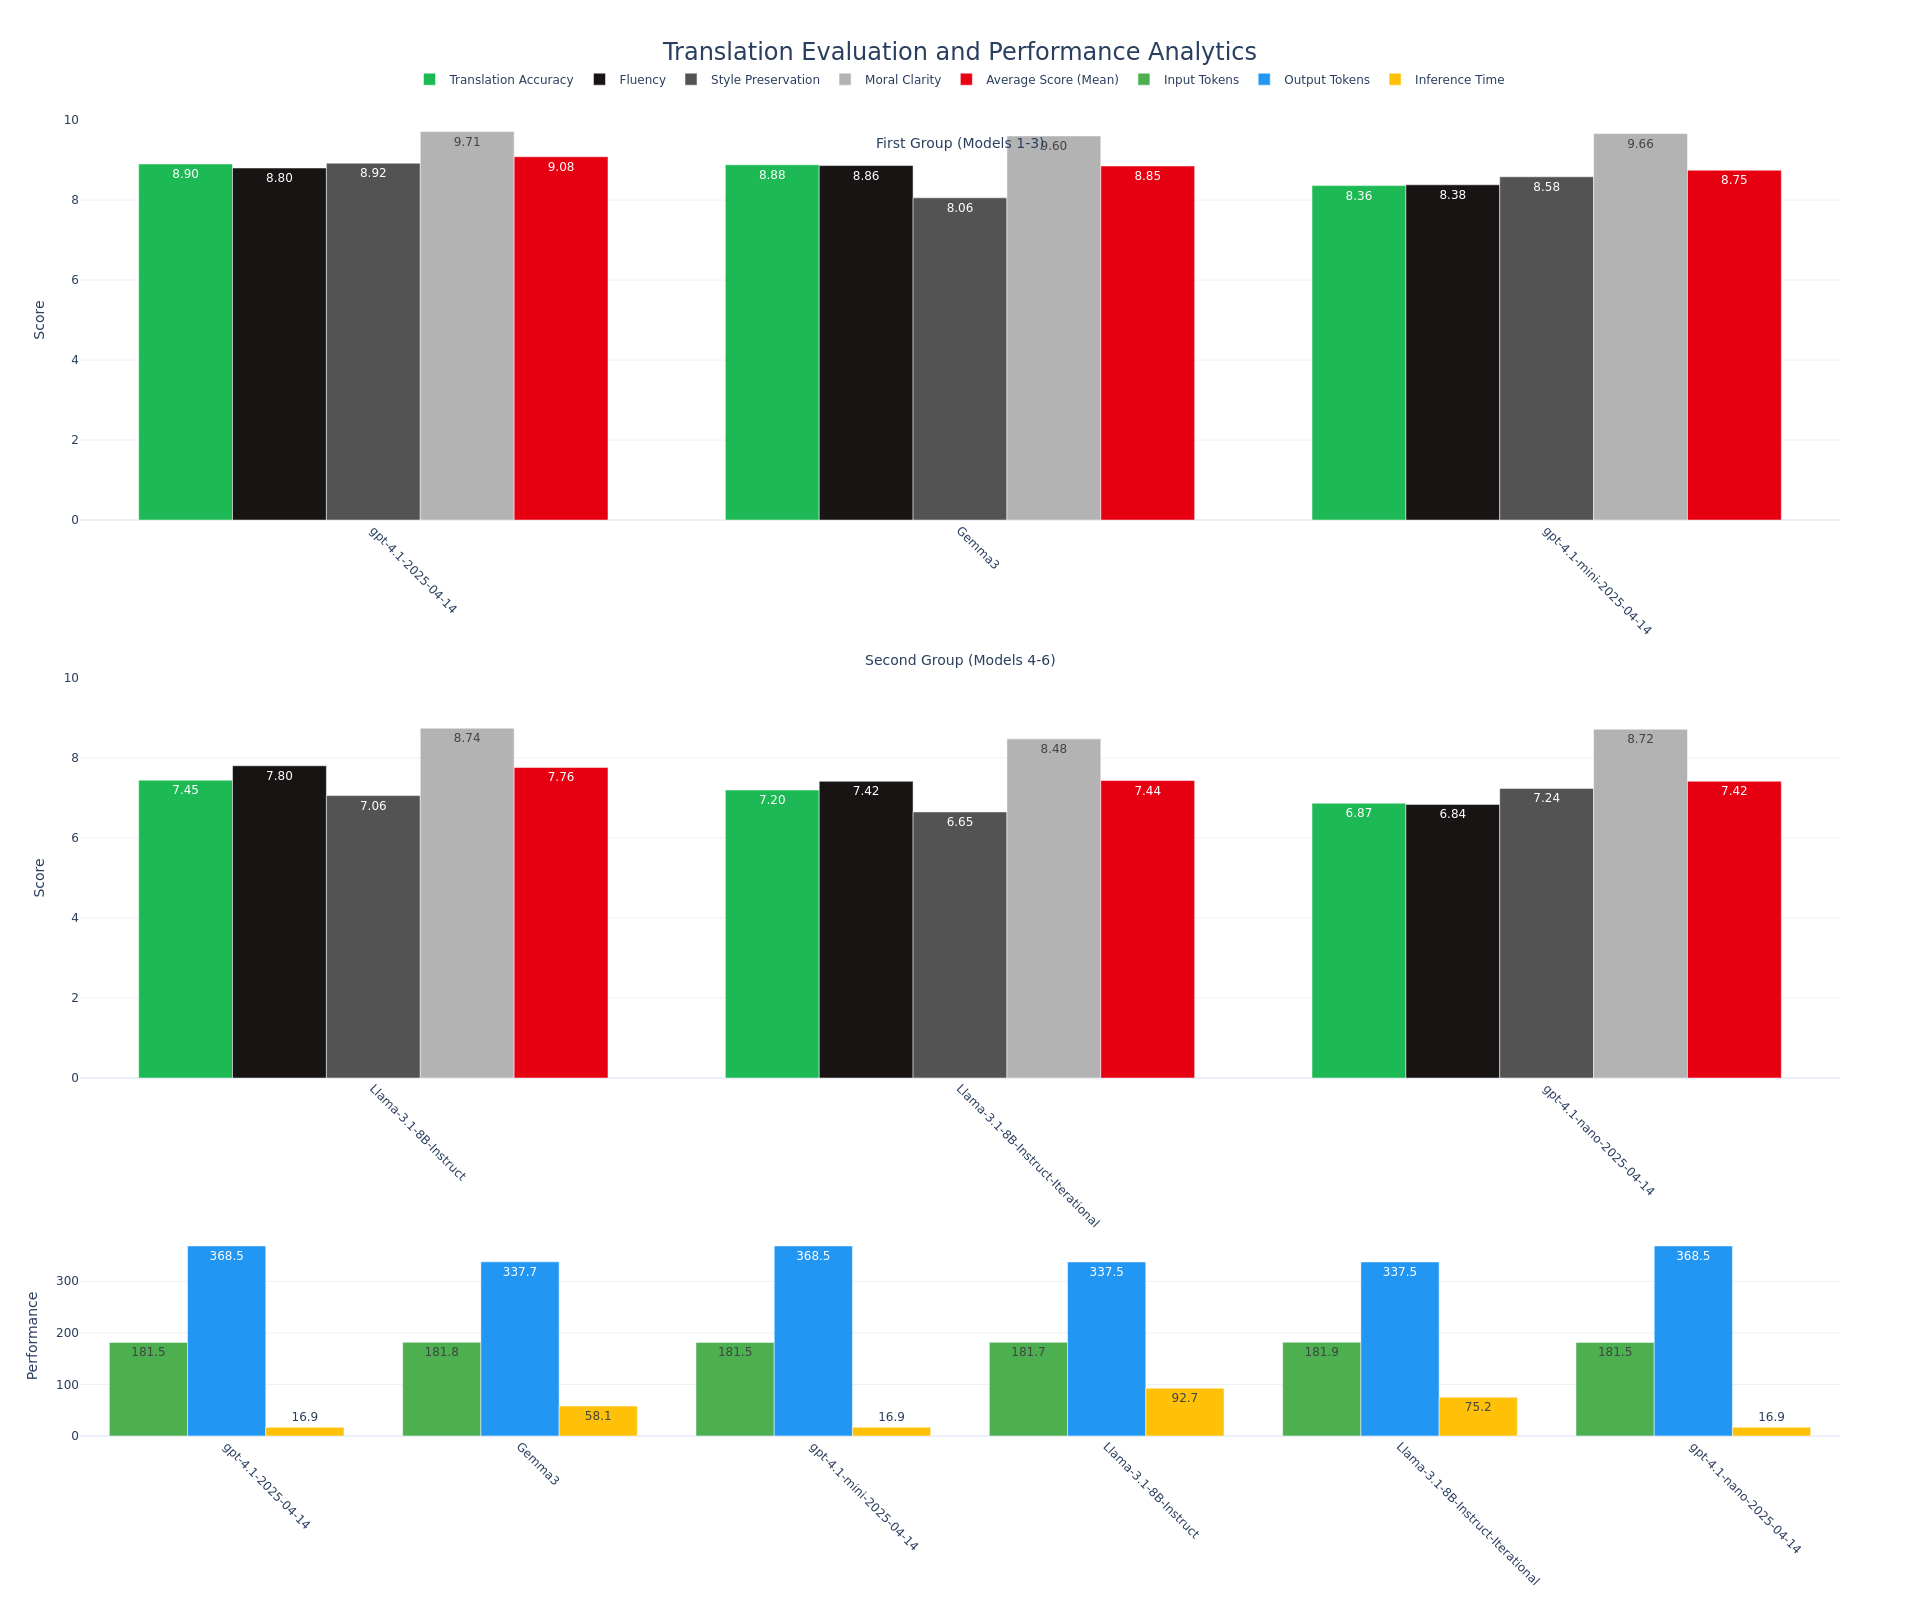 Translation Evaluation and Performance Analytics
Translation Accuracy Fluency Style Preservation Moral Clarity Average Score (Mean) Input Tokens Output Tokens Inference Time
First Group (Models 1-3)
Score
10
8
6
4
2
0
8.90 8.80 8.92 9.71 9.08
8.88 8.86 8.06 9.60 8.85
8.36 8.38 8.58 9.66 8.75
gpt-4.1-2025-04-14
Gemma3
gpt-4.1-mini-2025-04-14
Second Group (Models 4-6)
Score
10
8
6
4
2
0
7.45 7.80 7.06 8.74 7.76
7.20 7.42 6.65 8.48 7.44
6.87 6.84 7.24 8.72 7.42
Llama-3.1-8B-Instruct
Llama-3.1-8B-Instruct-Iterational
gpt-4.1-nano-2025-04-14
Performance
300
200
100
0
181.5 368.5 16.9
181.8 337.7 58.1
181.5 368.5 16.9
181.7 337.5 92.7
181.9 337.5 75.2
181.5 368.5 16.9
gpt-4.1-2025-04-14
Gemma3
gpt-4.1-mini-2025-04-14
Llama-3.1-8B-Instruct
Llama-3.1-8B-Instruct-Iterational
gpt-4.1-nano-2025-04-14